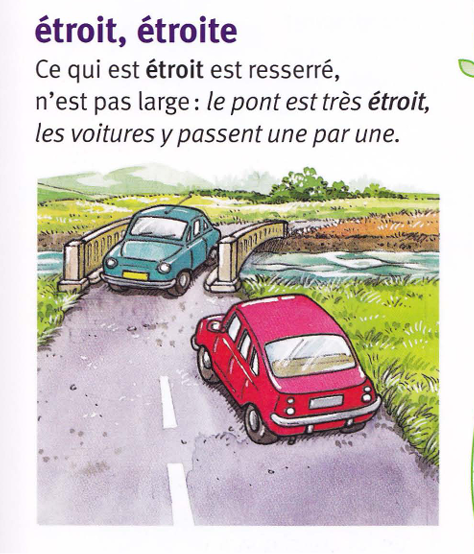 étroit, étroite
Ce qui est étroit est resserré,
n'est pas large : le pont est très étroit,
les voitures y passent une par une.